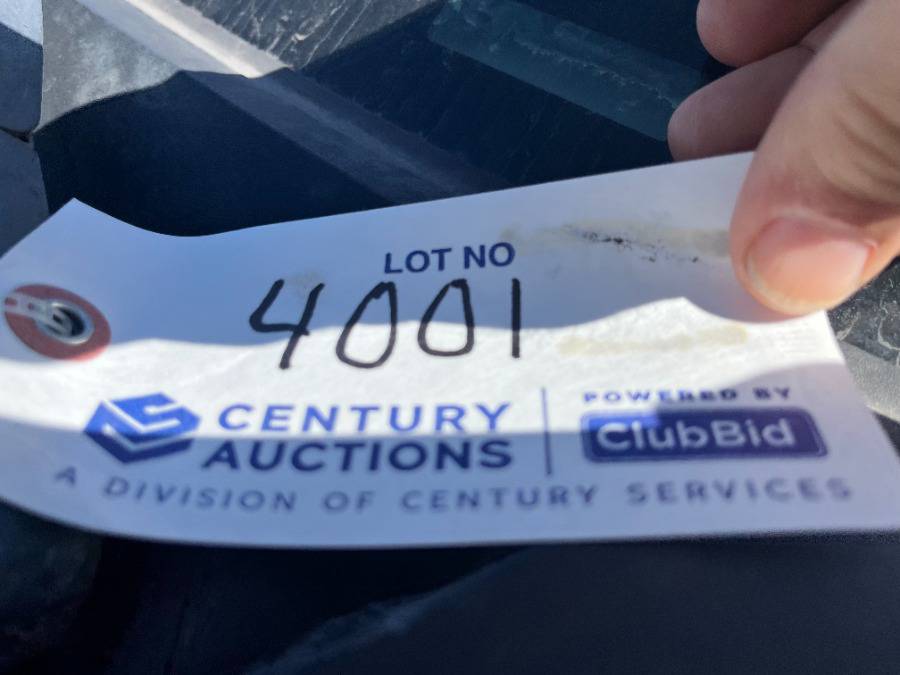 LOT NO
4001
CENTURY AUCTIONS
POWERED BY
ClubBid
A DIVISION OF CENTURY SERVICES